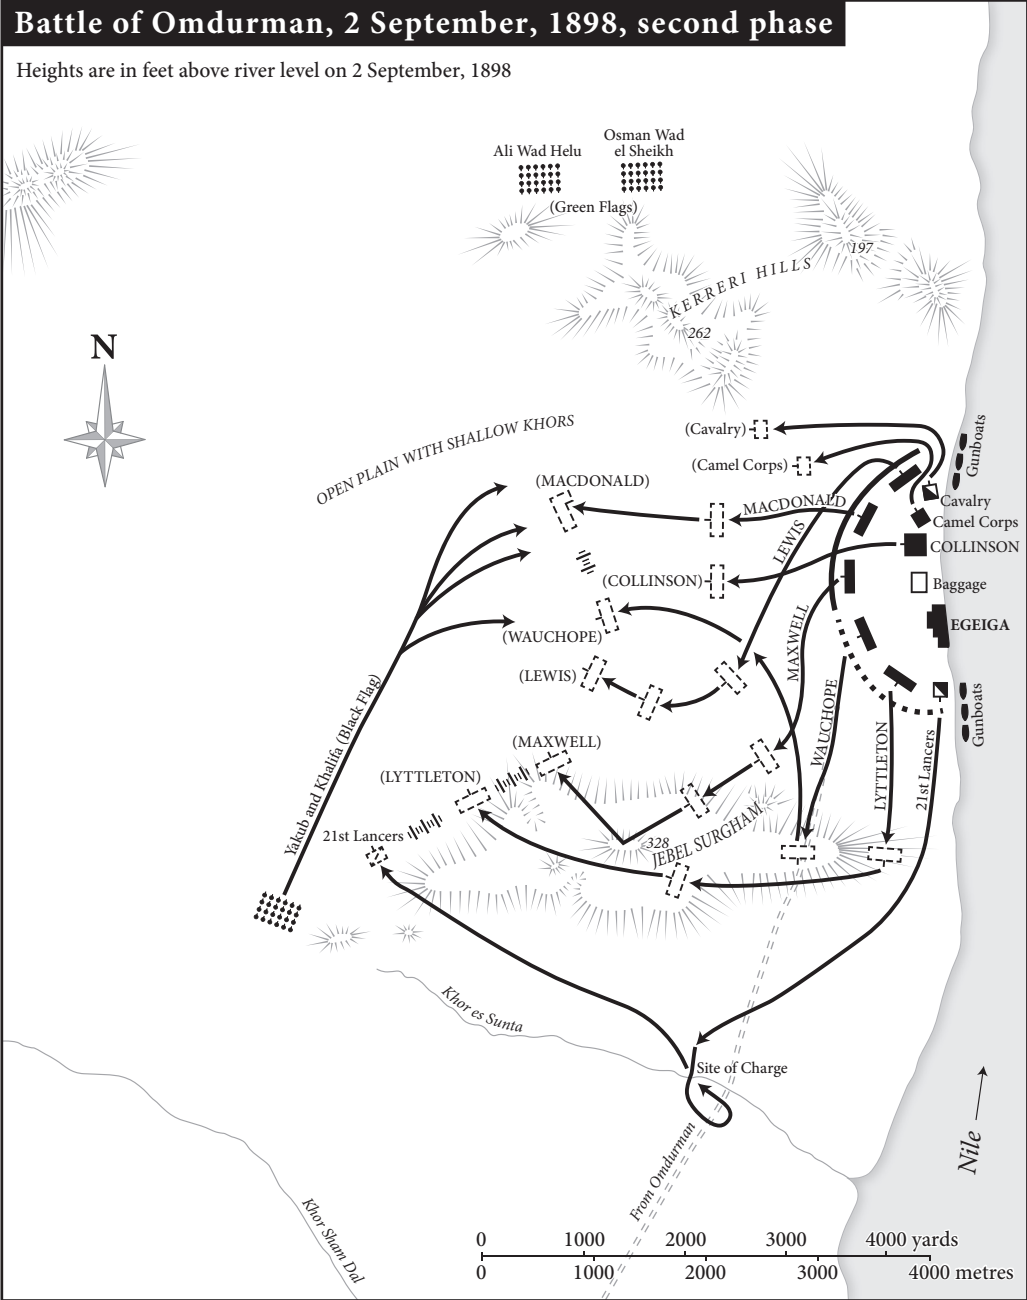 Battle of Omdurman, 2 September, 1898, second phase
Heights are in feet above river level on 2 September, 1898
Ali Wad Helu
Osman Wad
el Sheikh
(Green Flags)
197
KERRERI HILLS
262
N
OPEN PLAIN WITH SHALLOW KHORS
(Cavalry)
(Camel Corps)
Gunboats
(MACDONALD)
MACDONALD
Cavalry
Camel Corps
LEWIS
COLLINSON
(COLLINSON)
Baggage
(WAUCHOPE)
EGEIGA
MAXWELL
(LEWIS)
WAUCHOPE
Gunboats
(MAXWELL)
LYTTLETON
21st Lancers
(LYTTLETON)
Yakub and Khalifa (Black Flag)
21st Lancers
328
JEBEL SURGHAM
Khor es Sunta
Site of Charge
From Omdurman
Nile
Khor Sham Dal
0 1000 2000 3000 4000 yards
0 1000 2000 3000 4000 metres